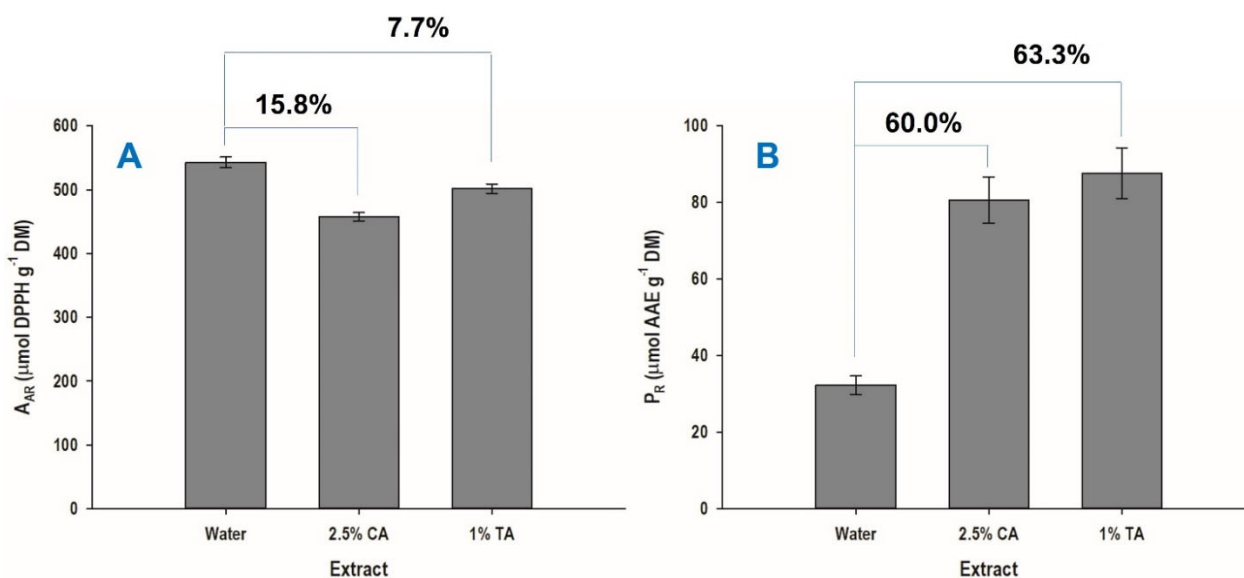 7.7%
15.8%
A
600
500
400
300
200
100
0
A_AR (μmol DPPH g⁻¹ DM)
Water
2.5% CA
1% TA
Extract
63.3%
60.0%
B
100
80
60
40
20
0
P_R (μmol AAE g⁻¹ DM)
Water
2.5% CA
1% TA
Extract